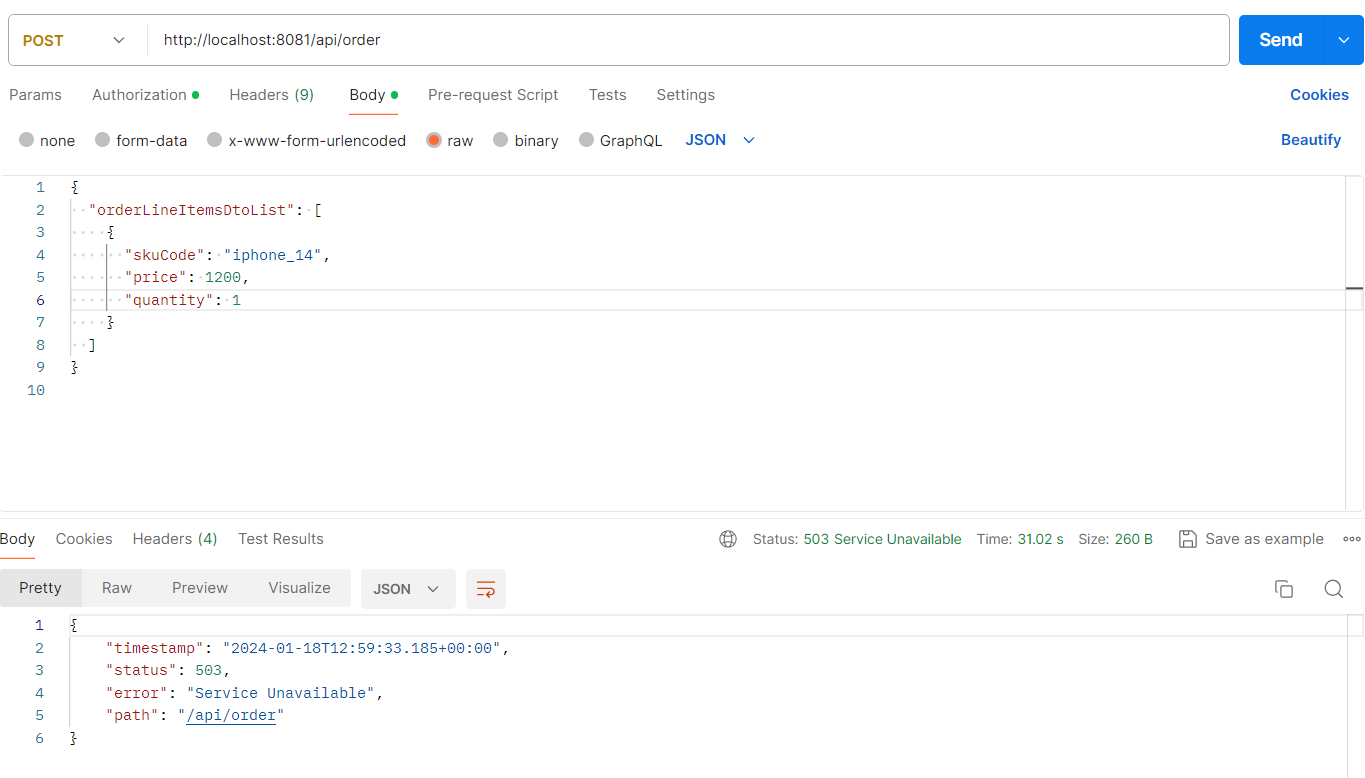 POST http://localhost:8081/api/order Send
Params Authorization Headers (9) Body Pre-request Script Tests Settings Cookies
none form-data x-www-form-urlencoded raw binary GraphQL JSON Beautify
1 {
2 "orderLineItemsDtoList": [
3 {
4 "skuCode": "iphone_14",
5 "price": 1200,
6 "quantity": 1
7 }
8 ]
9 }
10
Body Cookies Headers (4) Test Results Status: 503 Service Unavailable Time: 31.02 s Size: 260 B Save as example
Pretty Raw Preview Visualize JSON
1 {
2 "timestamp": "2024-01-18T12:59:33.185+00:00",
3 "status": 503,
4 "error": "Service Unavailable",
5 "path": "/api/order"
6 }